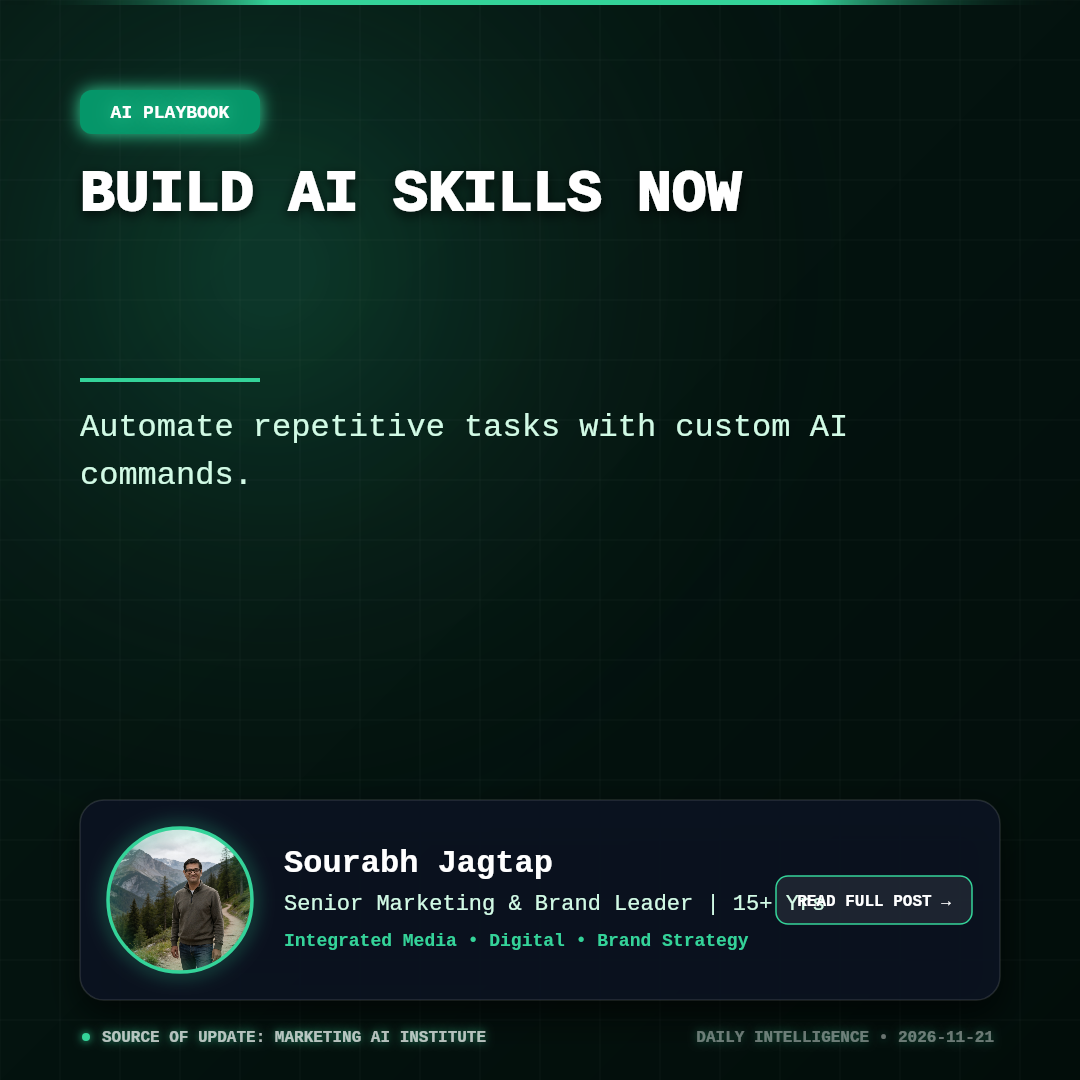 AI PLAYBOOK
BUILD AI SKILLS NOW
Automate repetitive tasks with custom AI
commands.
Sourabh Jagtap
Senior Marketing & Brand Leader | 15+ Yrs
READ FULL POST →
Integrated Media • Digital • Brand Strategy
SOURCE OF UPDATE: MARKETING AI INSTITUTE
DAILY INTELLIGENCE • 2026-11-21